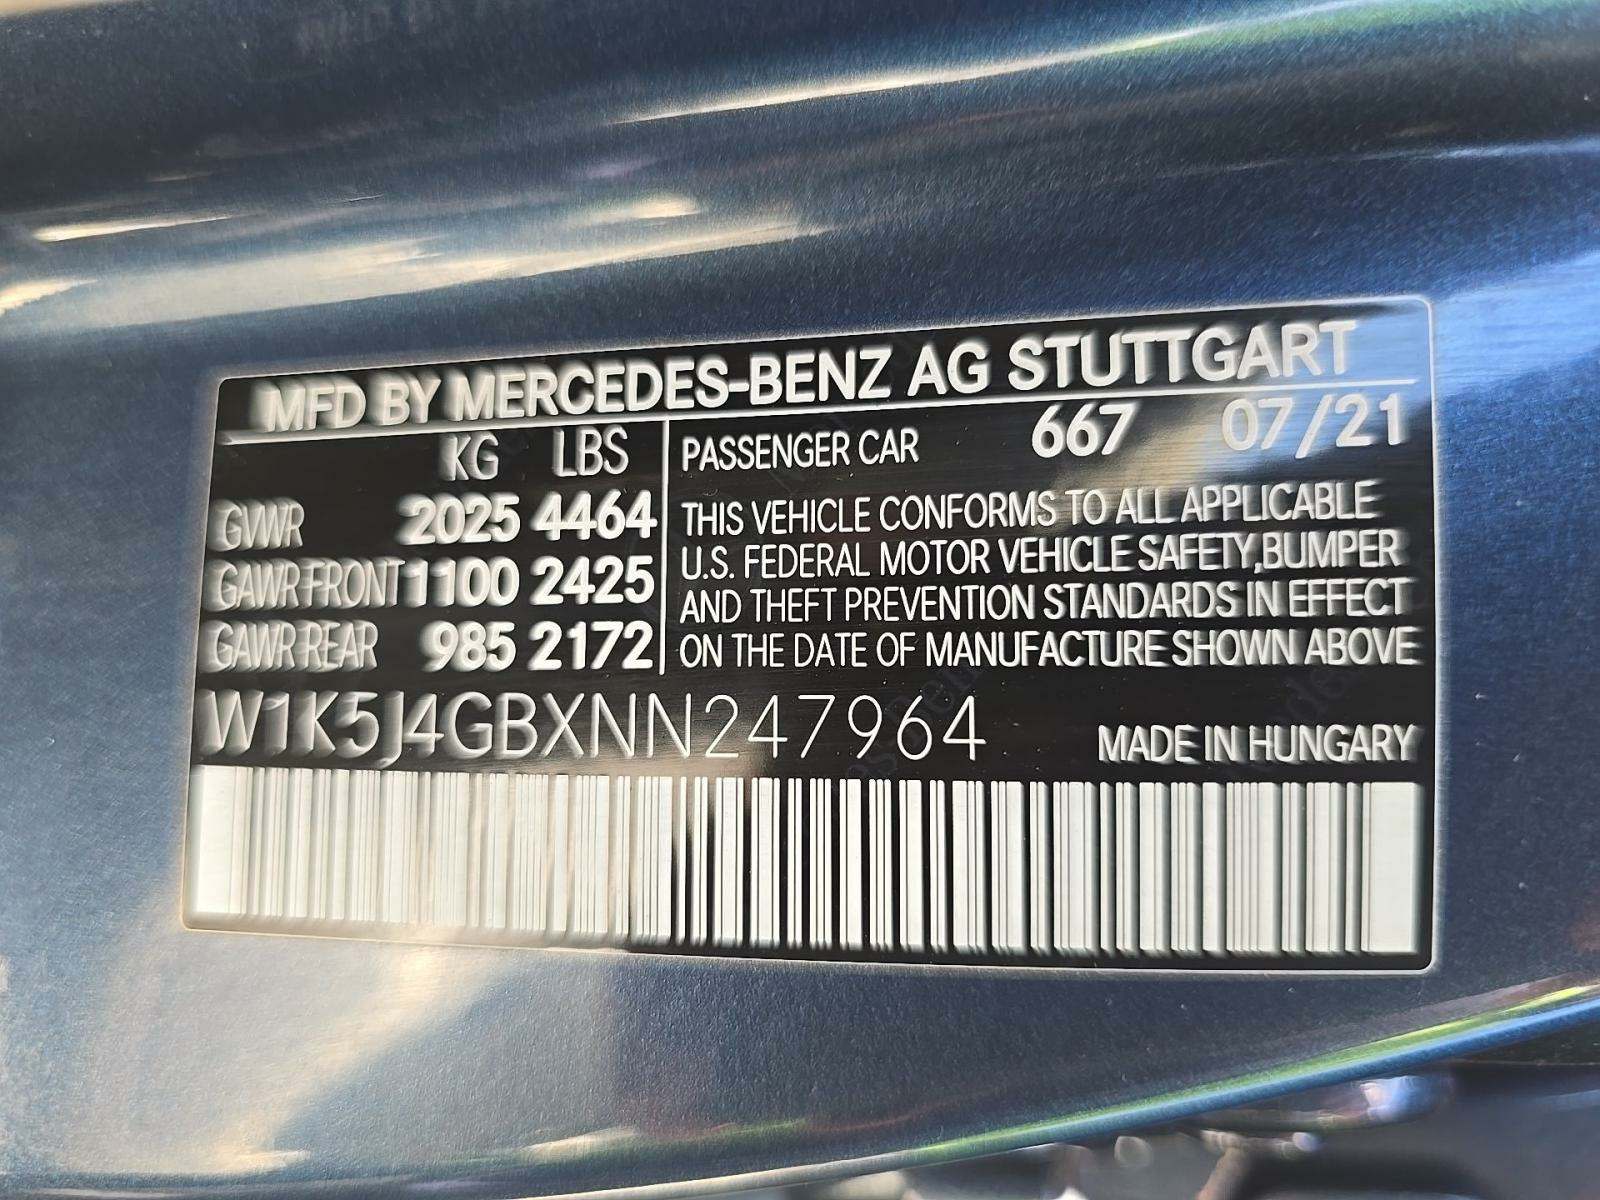 MFD BY MERCEDES-BENZ AG STUTTGART
KG LBS
GVWR 2025 4464
GAWR FRONT 1100 2425
GAWR REAR 985 2172
PASSENGER CAR 667 07/21
THIS VEHICLE CONFORMS TO ALL APPLICABLE
U.S. FEDERAL MOTOR VEHICLE SAFETY,BUMPER
AND THEFT PREVENTION STANDARDS IN EFFECT
ON THE DATE OF MANUFACTURE SHOWN ABOVE
W1K5J4GBXNN247964
MADE IN HUNGARY